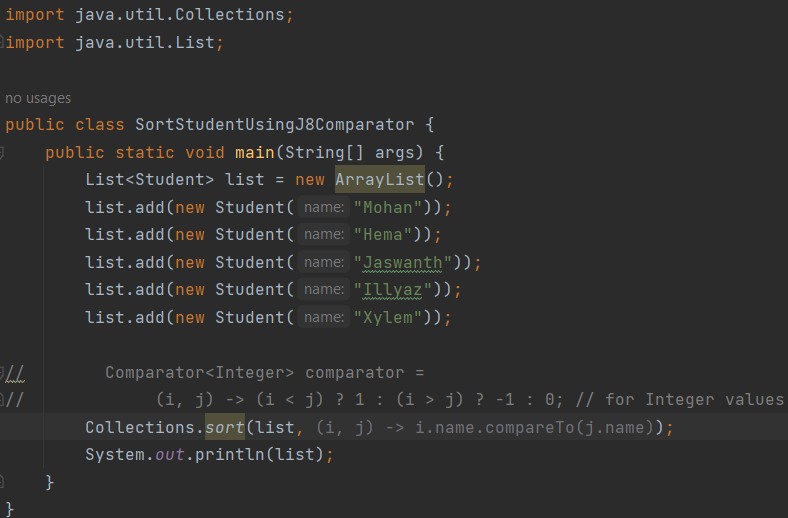 import java.util.Collections;
import java.util.List;
no usages
public class SortStudentUsingJ8Comparator {
public static void main(String[] args) {
List<Student> list = new ArrayList();
list.add(new Student( name: "Mohan"));
list.add(new Student( name: "Hema"));
list.add(new Student( name: "Jaswanth"));
list.add(new Student( name: "Illyaz"));
list.add(new Student( name: "Xylem"));
// Comparator<Integer> comparator =
// (i, j) -> (i < j) ? 1 : (i > j) ? -1 : 0; // for Integer values
Collections.sort(list, (i, j) -> i.name.compareTo(j.name));
System.out.println(list);
}
}